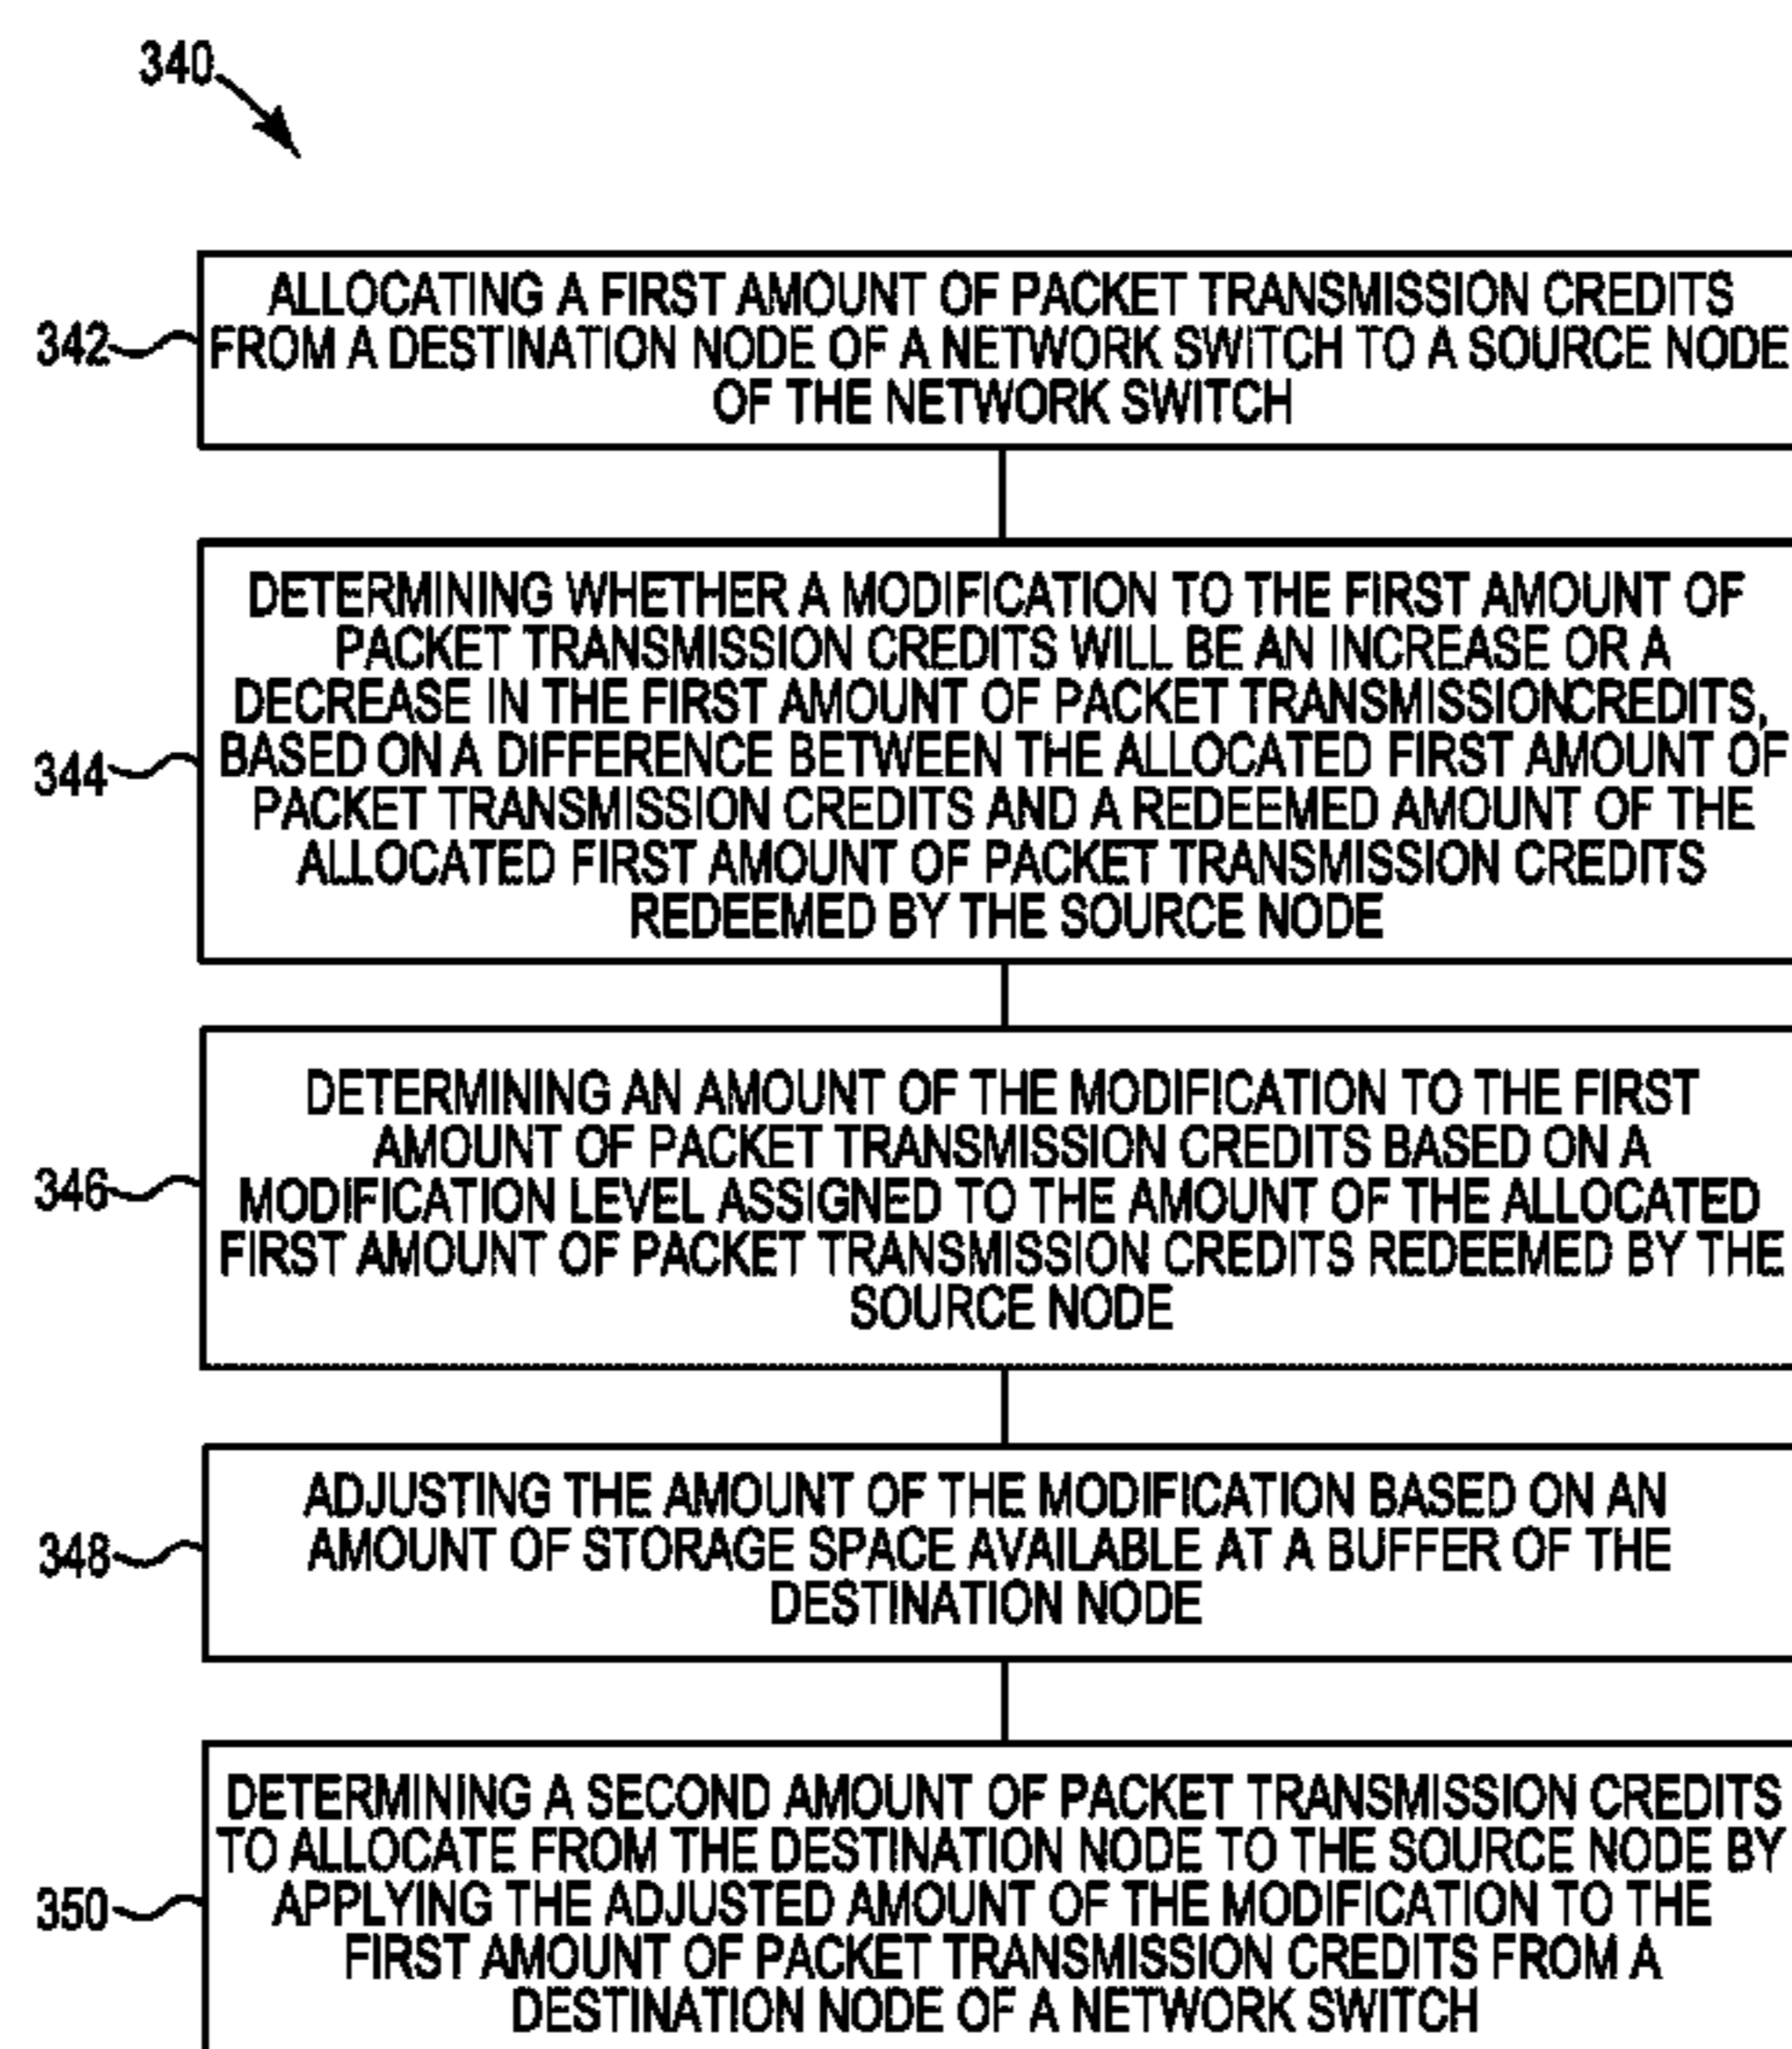 340
ALLOCATING A FIRST AMOUNT OF PACKET TRANSMISSION CREDITS
342 FROM A DESTINATION NODE OF A NETWORK SWITCH TO A SOURCE NODE
OF THE NETWORK SWITCH
DETERMINING WHETHER A MODIFICATION TO THE FIRST AMOUNT OF
PACKET TRANSMISSION CREDITS WILL BE AN INCREASE OR A
DECREASE IN THE FIRST AMOUNT OF PACKET TRANSMISSIONCREDITS,
344 BASED ON A DIFFERENCE BETWEEN THE ALLOCATED FIRST AMOUNT OF
PACKET TRANSMISSION CREDITS AND A REDEEMED AMOUNT OF THE
ALLOCATED FIRST AMOUNT OF PACKET TRANSMISSION CREDITS
REDEEMED BY THE SOURCE NODE
DETERMINING AN AMOUNT OF THE MODIFICATION TO THE FIRST
AMOUNT OF PACKET TRANSMISSION CREDITS BASED ON A
346 MODIFICATION LEVEL ASSIGNED TO THE AMOUNT OF THE ALLOCATED
FIRST AMOUNT OF PACKET TRANSMISSION CREDITS REDEEMED BY THE
SOURCE NODE
ADJUSTING THE AMOUNT OF THE MODIFICATION BASED ON AN
348 AMOUNT OF STORAGE SPACE AVAILABLE AT A BUFFER OF THE
DESTINATION NODE
DETERMINING A SECOND AMOUNT OF PACKET TRANSMISSION CREDITS
TO ALLOCATE FROM THE DESTINATION NODE TO THE SOURCE NODE BY
350 APPLYING THE ADJUSTED AMOUNT OF THE MODIFICATION TO THE
FIRST AMOUNT OF PACKET TRANSMISSION CREDITS FROM A
DESTINATION NODE OF A NETWORK SWITCH